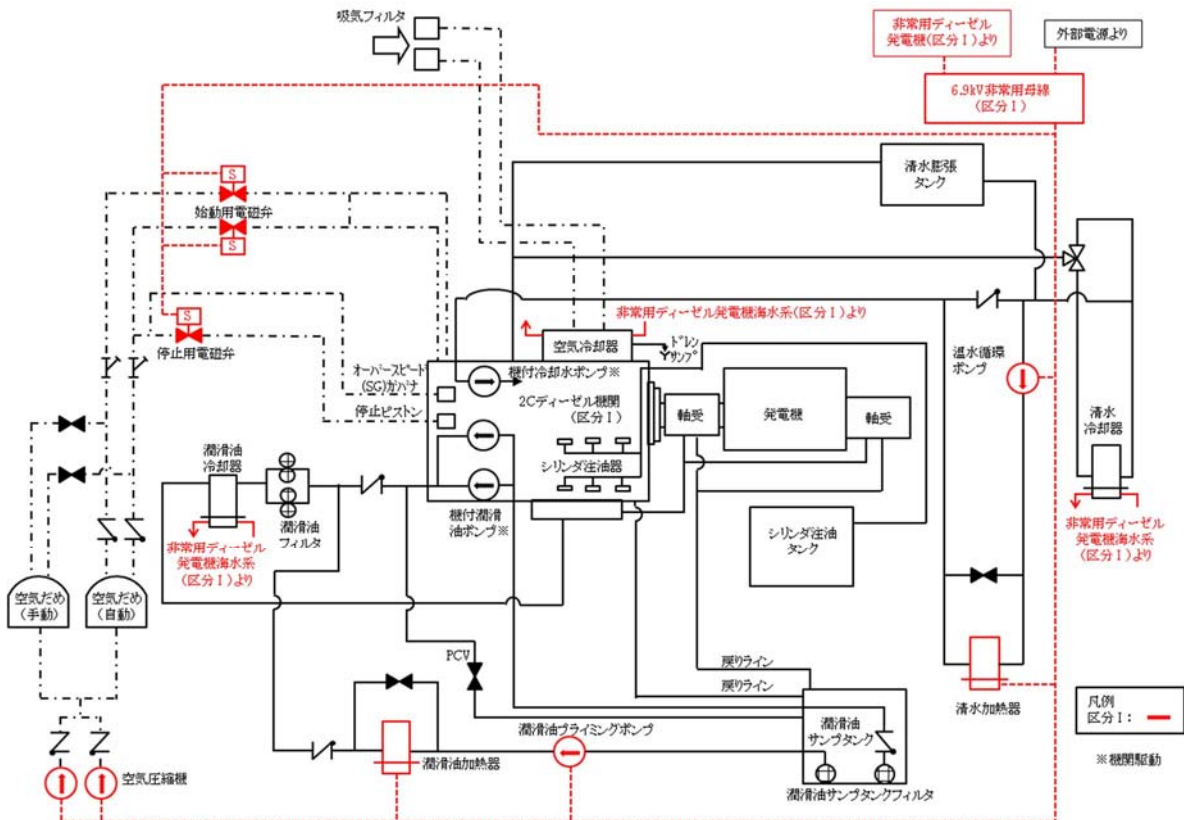 吸気フィルタ
非常用ディーゼル
発電機(区分Ⅰ)より
外部電源より
6.9kV非常用母線
(区分Ⅰ)
清水膨張
タンク
S
始動用電磁弁
S
S
停止用電磁弁
非常用ディーゼル発電機海水系(区分Ⅰ)より
空気冷却器
ドレン
サンプ
オーバースピード
(SG)ガバナ
停止ピストン
機付冷却水ポンプ※
2Cディーゼル機関
(区分Ⅰ)
シリンダ注油器
軸受
発電機
軸受
温水循環
ポンプ
清水
冷却器
非常用ディーゼル
発電機海水系
(区分Ⅰ)より
潤滑油
冷却器
潤滑油
フィルタ
機付潤滑
油ポンプ※
非常用ディーゼル
発電機海水系
(区分Ⅰ)より
シリンダ注油
タンク
空気だめ
(手動)
空気だめ
(自動)
PCV
戻りライン
戻りライン
清水加熱器
潤滑油
サンプタンク
潤滑油プライミングポンプ
潤滑油加熱器
潤滑油サンプタンクフィルタ
空気圧縮機
凡例
区分Ⅰ:
※機関駆動